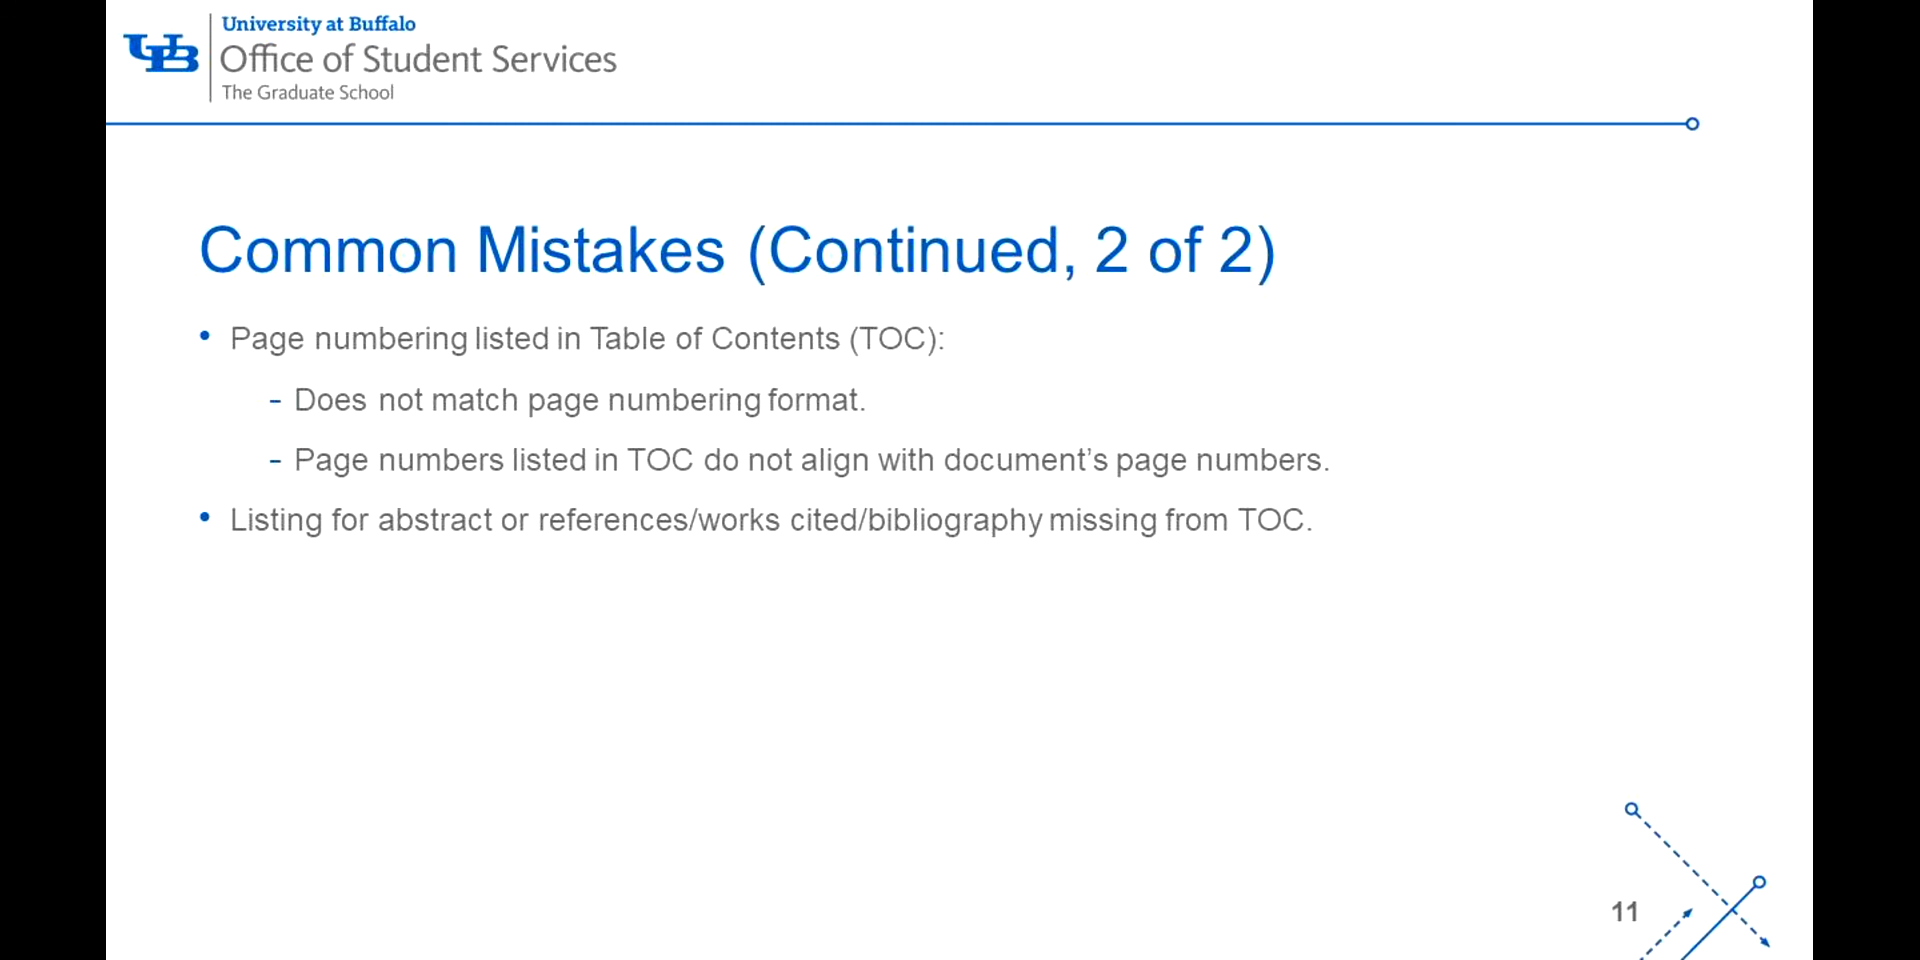 University at Buffalo
UB
Office of Student Services
The Graduate School
Common Mistakes (Continued, 2 of 2)
• Page numbering listed in Table of Contents (TOC):
– Does not match page numbering format.
– Page numbers listed in TOC do not align with document’s page numbers.
• Listing for abstract or references/works cited/bibliography missing from TOC.
11